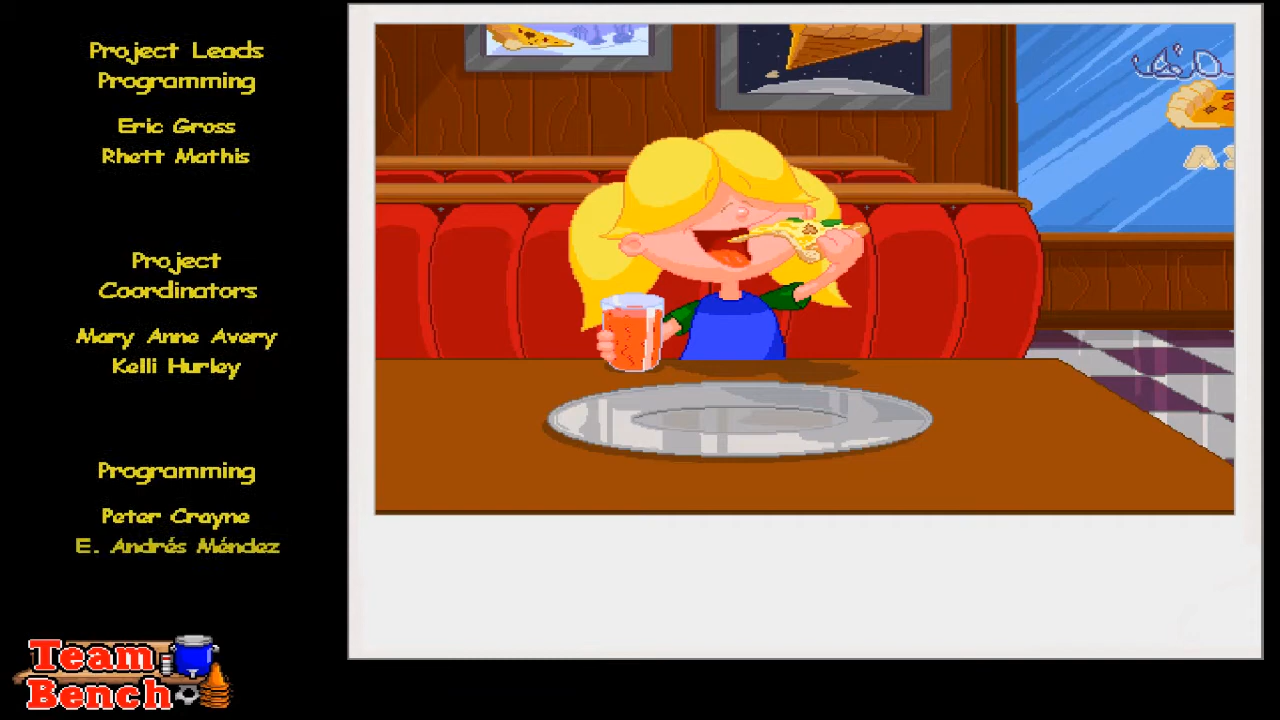 Project Leads
Programming
Eric Gross
Rhett Mathis
Project
Coordinators
Mary Anne Avery
Kelli Hurley
Programming
Peter Crayne
E. Andrés Méndez
Team
Bench